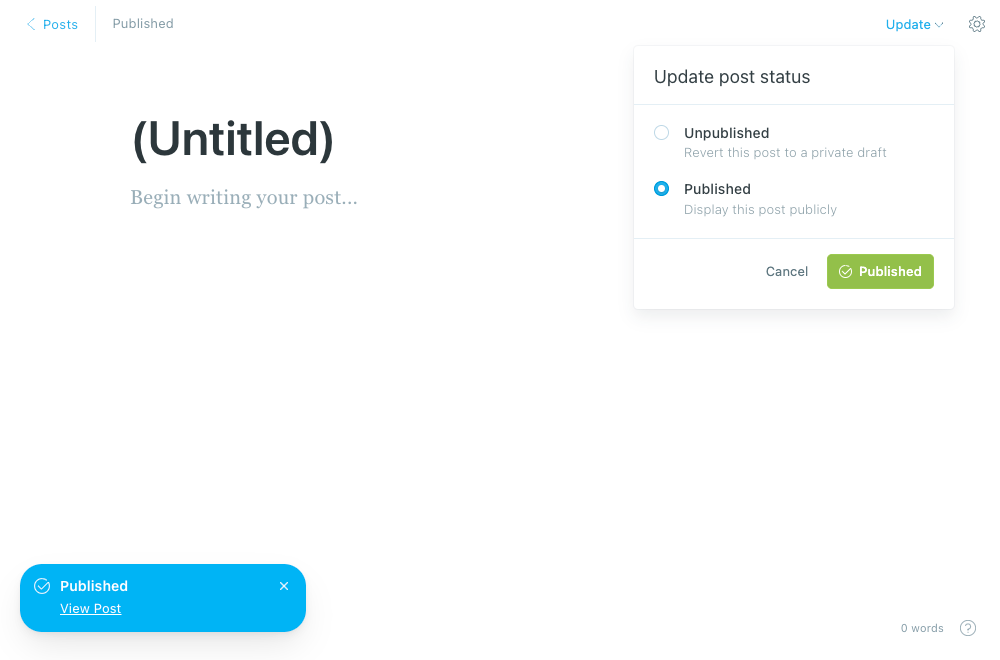 Posts
Published
Update
Update post status
Unpublished
Revert this post to a private draft
Published
Display this post publicly
Cancel
Published
(Untitled)
Begin writing your post...
Published
View Post
0 words
?